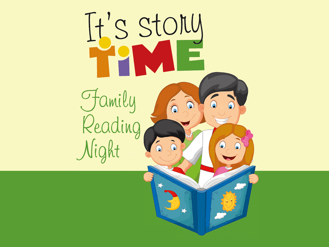 It's story
TiME
Family
Reading
Night